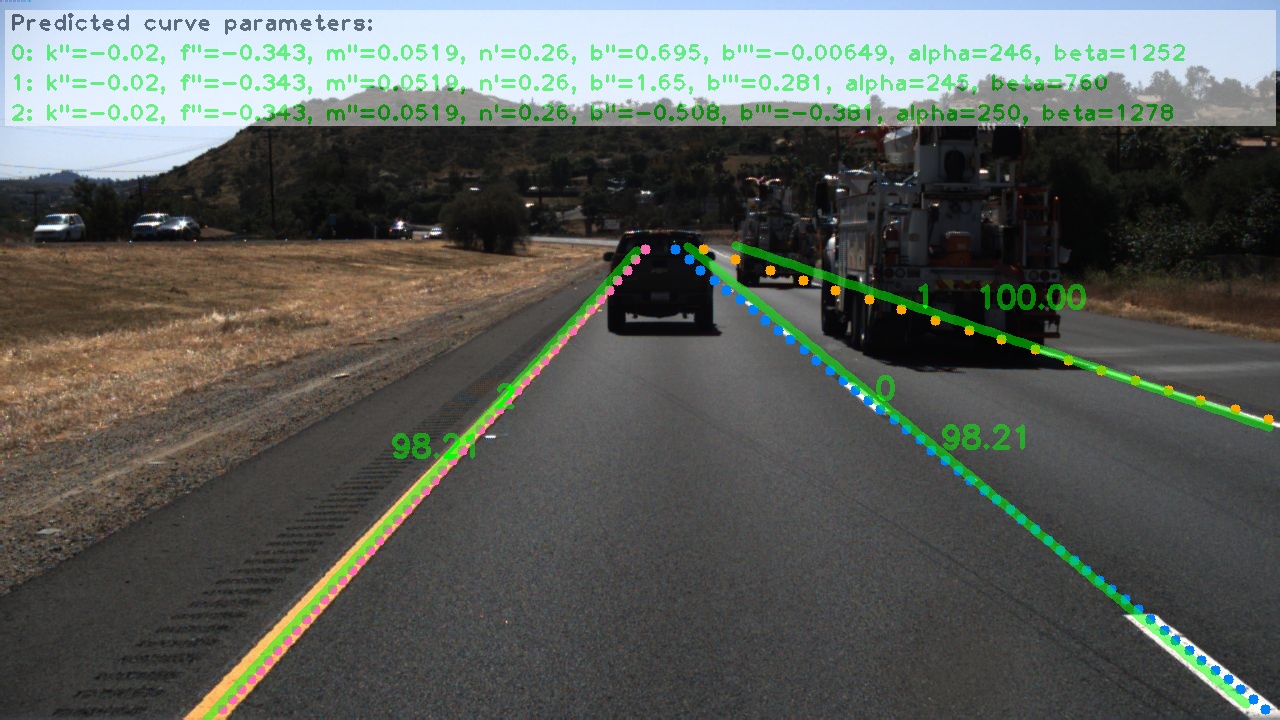 Predicted curve parameters:
0: k''=-0.02, f''=-0.343, m''=0.0519, n'=0.26, b''=0.695, b'''=-0.00649, alpha=246, beta=1252
1: k''=-0.02, f''=-0.343, m''=0.0519, n'=0.26, b''=1.65, b'''=0.281, alpha=245, beta=760
2: k''=-0.02, f''=-0.343, m''=0.0519, n'=0.26, b''=-0.508, b'''=-0.381, alpha=250, beta=1278
1 100.00
2
0
98.21
98.21